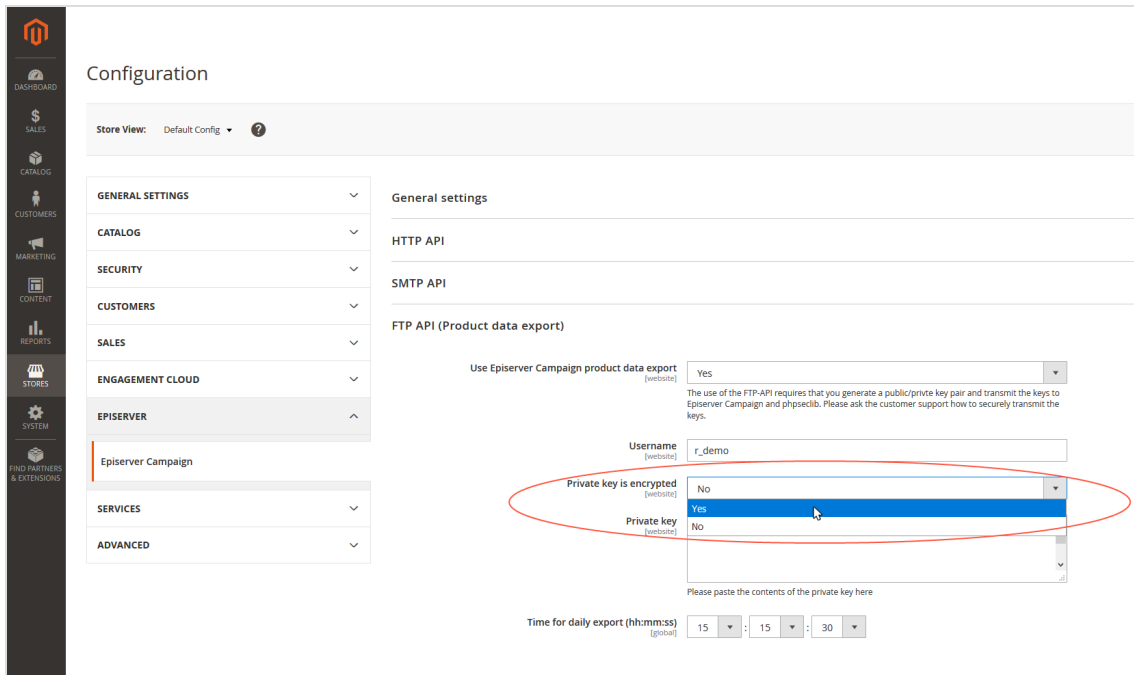 Configuration
DASHBOARD
SALES
CATALOG
CUSTOMERS
MARKETING
CONTENT
REPORTS
STORES
SYSTEM
FIND PARTNERS
& EXTENSIONS
Store View: Default Config
?
GENERAL SETTINGS
CATALOG
SECURITY
CUSTOMERS
SALES
ENGAGEMENT CLOUD
EPISERVER
Episerver Campaign
SERVICES
ADVANCED
General settings
HTTP API
SMTP API
FTP API (Product data export)
Use Episerver Campaign product data export
[website]
Yes
The use of the FTP-API requires that you generate a public/privte key pair and transmit the keys to
Episerver Campaign and phpseclib. Please ask the customer support how to securely transmit the
keys.
Username
[website]
r_demo
Private key is encrypted
[website]
No
Yes
No
Private key
[website]
Please paste the contents of the private key here
Time for daily export (hh:mm:ss)
[global]
15 : 15 : 30